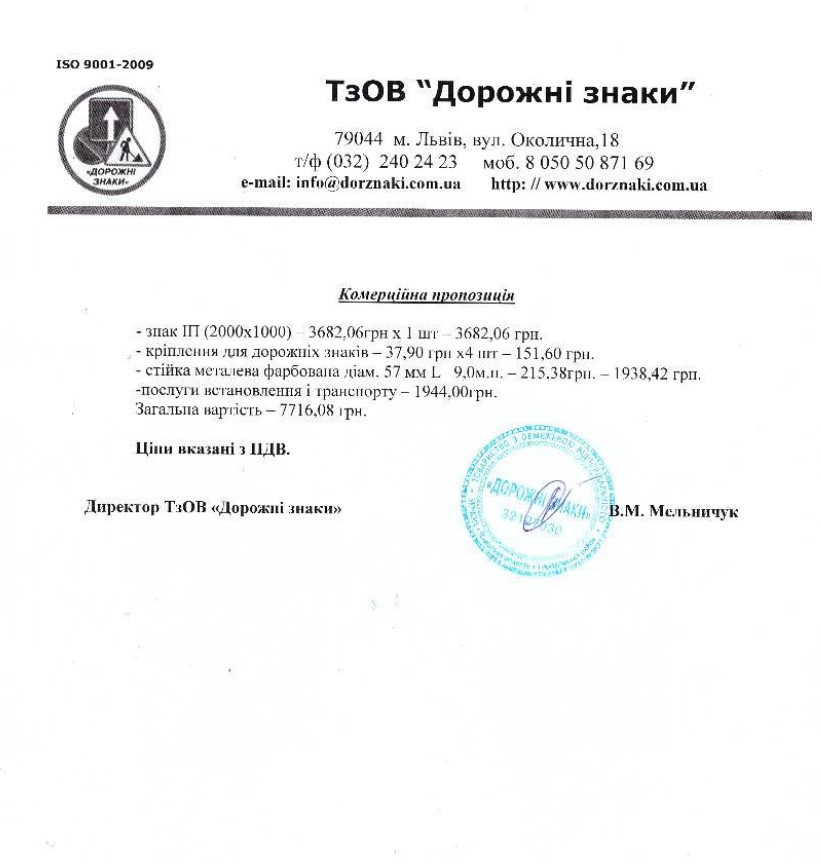 ISO 9001-2009
ТзОВ “Дорожні знаки”
«ДОРОЖНІ
ЗНАКИ»
79044 м. Львів, вул. Околична,18
т/ф (032) 240 24 23 моб. 8 050 50 871 69
e-mail: info@dorznaki.com.ua http: // www.dorznaki.com.ua
Комерційна пропозиція
- знак ІП (2000х1000) – 3682,06грн х 1 шт – 3682,06 грн.
- кріплення для дорожніх знаків – 37,90 грн х4 шт – 151,60 грн.
- стійка металева фарбована діам. 57 мм L 9,0м.п. – 215,38грн. – 1938,42 грн.
-послуги встановлення і транспорту – 1944,00грн.
Загальна вартість – 7716,08 грн.
Ціни вказані з ПДВ.
Директор ТзОВ «Дорожні знаки»
В.М. Мельничук
ТОВАРИСТВО З ОБМЕЖЕНОЮ ВІДПОВІДАЛЬНІСТЮ
«ДОРОЖНІ ЗНАКИ»